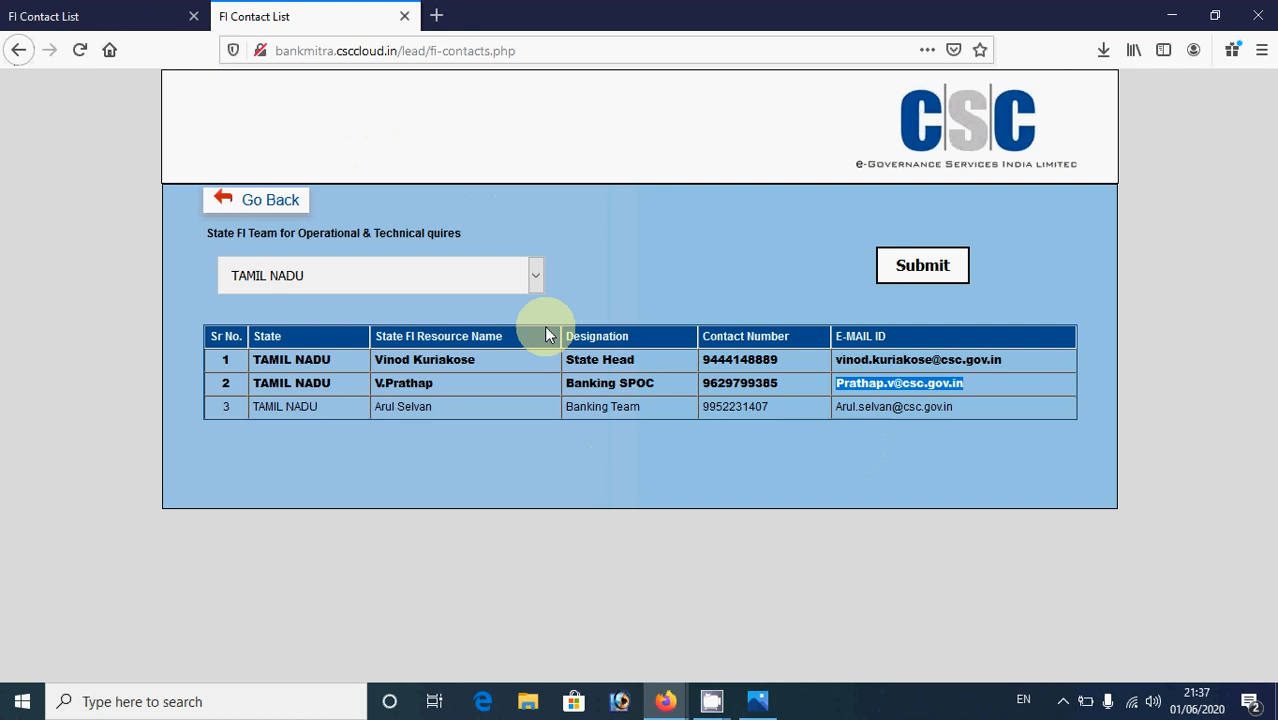 FI Contact List
FI Contact List
bankmitra.csccloud.in/lead/fi-contacts.php
CSC
e-GOVERNANCE SERVICES INDIA LIMITEC
Go Back
State FI Team for Operational & Technical quires
TAMIL NADU
Submit
Sr No. State State FI Resource Name Designation Contact Number E-MAIL ID
1 TAMIL NADU Vinod Kuriakose State Head 9444148889 vinod.kuriakose@csc.gov.in
2 TAMIL NADU V.Prathap Banking SPOC 9629799385 Prathap.v@csc.gov.in
3 TAMIL NADU Arul Selvan Banking Team 9952231407 Arul.selvan@csc.gov.in
Type here to search
EN
21:37
01/06/2020
2